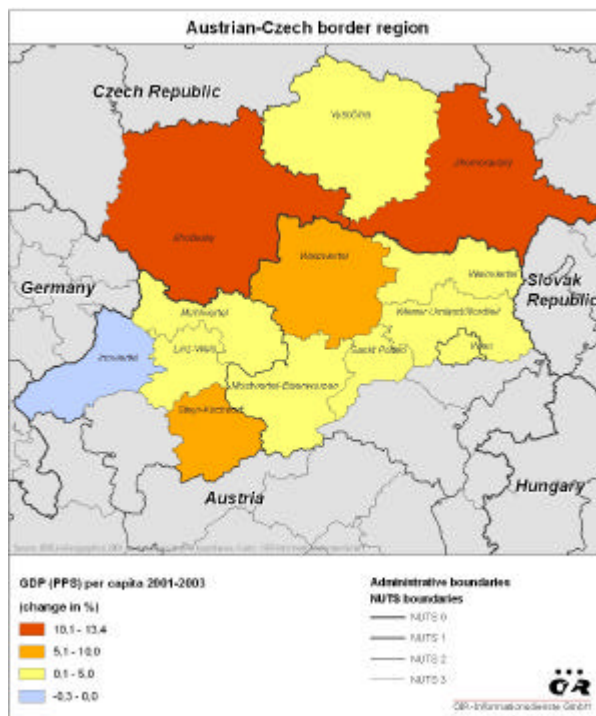 Austrian-Czech border region
Czech Republic
Vysočina
Jihomoravský
Jihočeský
Waldviertel
Weinviertel
Germany
Slovak
Republic
Mühlviertel
Wiener Umland/Nordteil
Innviertel
Linz-Wels
Sankt Pölten
Wien
Mostviertel-Eisenwurzen
Steyr-Kirchdorf
Austria
Hungary
GDP (PPS) per capita 2001-2003
(change in %)
10,1 - 13,4
5,1 - 10,0
0,1 - 5,0
-0,3 - 0,0
Administrative boundaries
NUTS boundaries
NUTS 0
NUTS 1
NUTS 2
NUTS 3
ÖIR
ÖIR-Informationsdienste GmbH